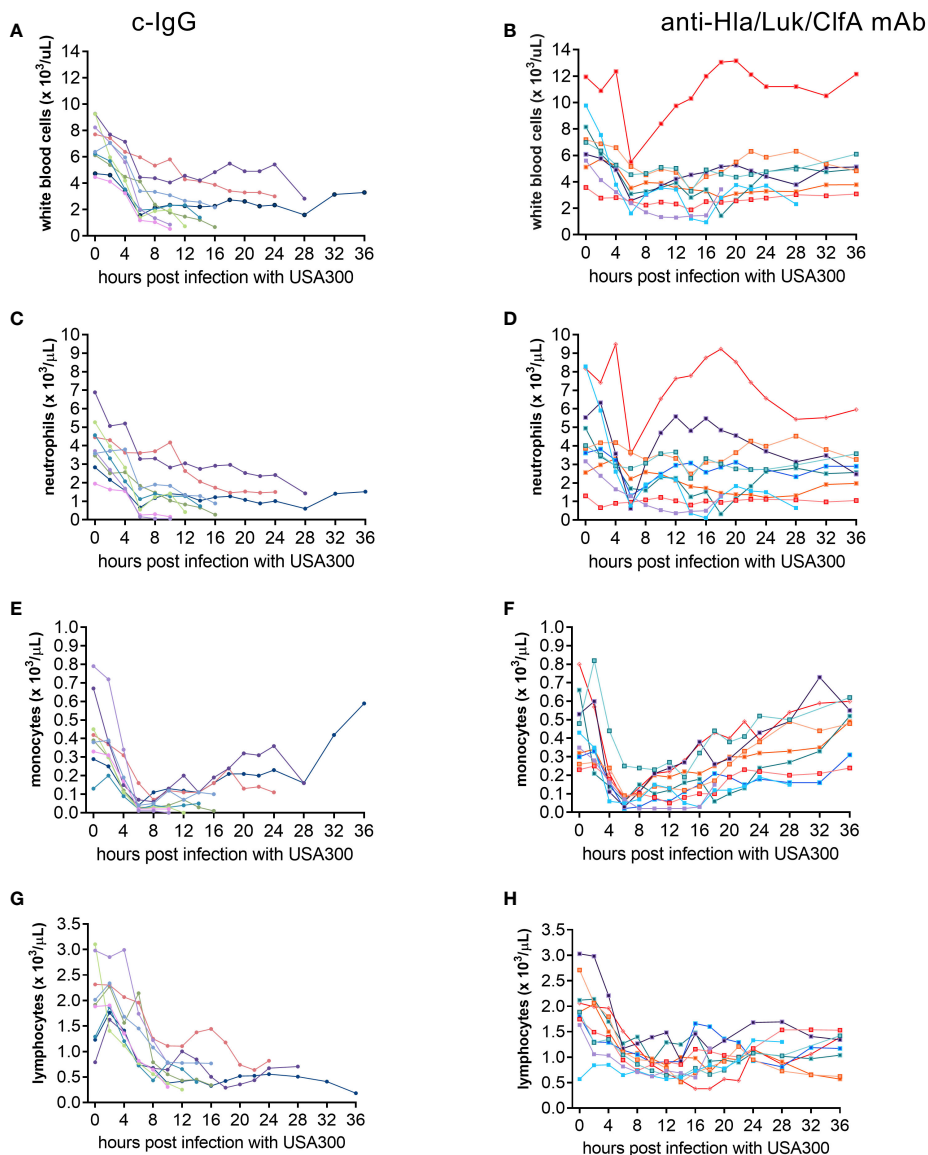 c-IgG
anti-Hla/Luk/ClfA mAb
A
white blood cells (x 10³/uL)
14
12
10
8
6
4
2
0
0 4 8 12 16 20 24 28 32 36
hours post infection with USA300
B
white blood cells (x 10³/uL)
14
12
10
8
6
4
2
0
0 4 8 12 16 20 24 28 32 36
hours post infection with USA300
C
neutrophils (x 10³/μL)
10
9
8
7
6
5
4
3
2
1
0
0 4 8 12 16 20 24 28 32 36
hours post infection with USA300
D
neutrophils (x 10³/μL)
10
9
8
7
6
5
4
3
2
1
0
0 4 8 12 16 20 24 28 32 36
hours post infection with USA300
E
monocytes (x 10³/μL)
1.0
0.9
0.8
0.7
0.6
0.5
0.4
0.3
0.2
0.1
0.0
0 4 8 12 16 20 24 28 32 36
hours post infection with USA300
F
monocytes (x 10³/μL)
1.0
0.9
0.8
0.7
0.6
0.5
0.4
0.3
0.2
0.1
0.0
0 4 8 12 16 20 24 28 32 36
hours post infection with USA300
G
lymphocytes (x 10³/μL)
3.5
3.0
2.5
2.0
1.5
1.0
0.5
0.0
0 4 8 12 16 20 24 28 32 36
hours post infection with USA300
H
lymphocytes (x 10³/μL)
3.5
3.0
2.5
2.0
1.5
1.0
0.5
0.0
0 4 8 12 16 20 24 28 32 36
hours post infection with USA300